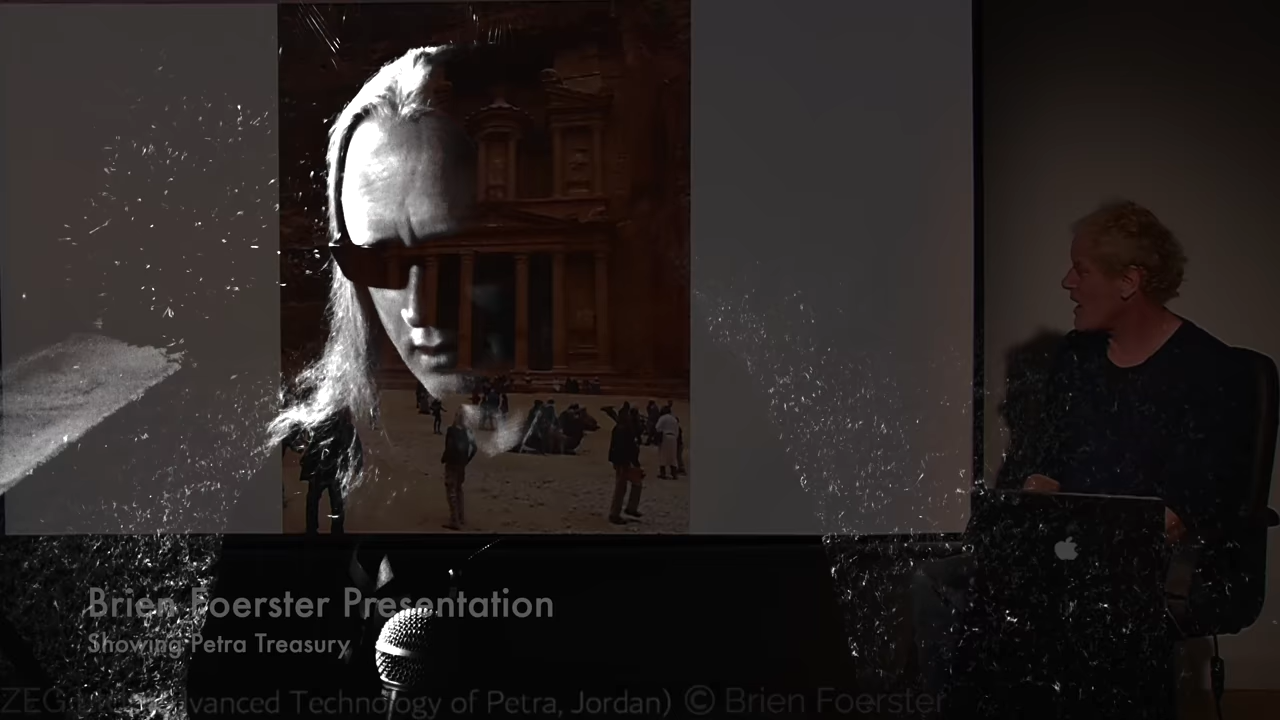 Brien Foerster Presentation
Showing Petra Treasury
Advanced Technology of Petra, Jordan) © Brien Foerster